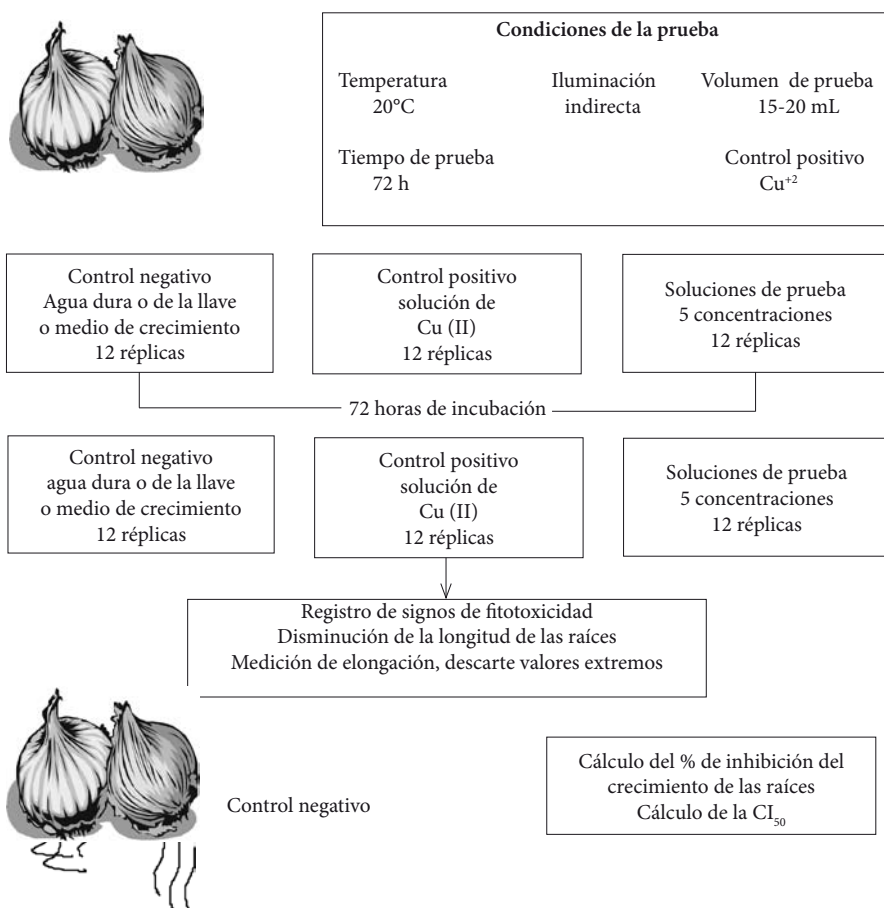 Condiciones de la prueba
Temperatura
20°C
Iluminación
indirecta
Volumen de prueba
15-20 mL
Tiempo de prueba
72 h
Control positivo
Cu⁺²
Control negativo
Agua dura o de la llave
o medio de crecimiento
12 réplicas
Control positivo
solución de
Cu (II)
12 réplicas
Soluciones de prueba
5 concentraciones
12 réplicas
72 horas de incubación
Control negativo
agua dura o de la llave
o medio de crecimiento
12 réplicas
Control positivo
solución de
Cu (II)
12 réplicas
Soluciones de prueba
5 concentraciones
12 réplicas
Registro de signos de fitotoxicidad
Disminución de la longitud de las raíces
Medición de elongación, descarte valores extremos
Control negativo
Cálculo del % de inhibición del
crecimiento de las raíces
Cálculo de la CI₅₀